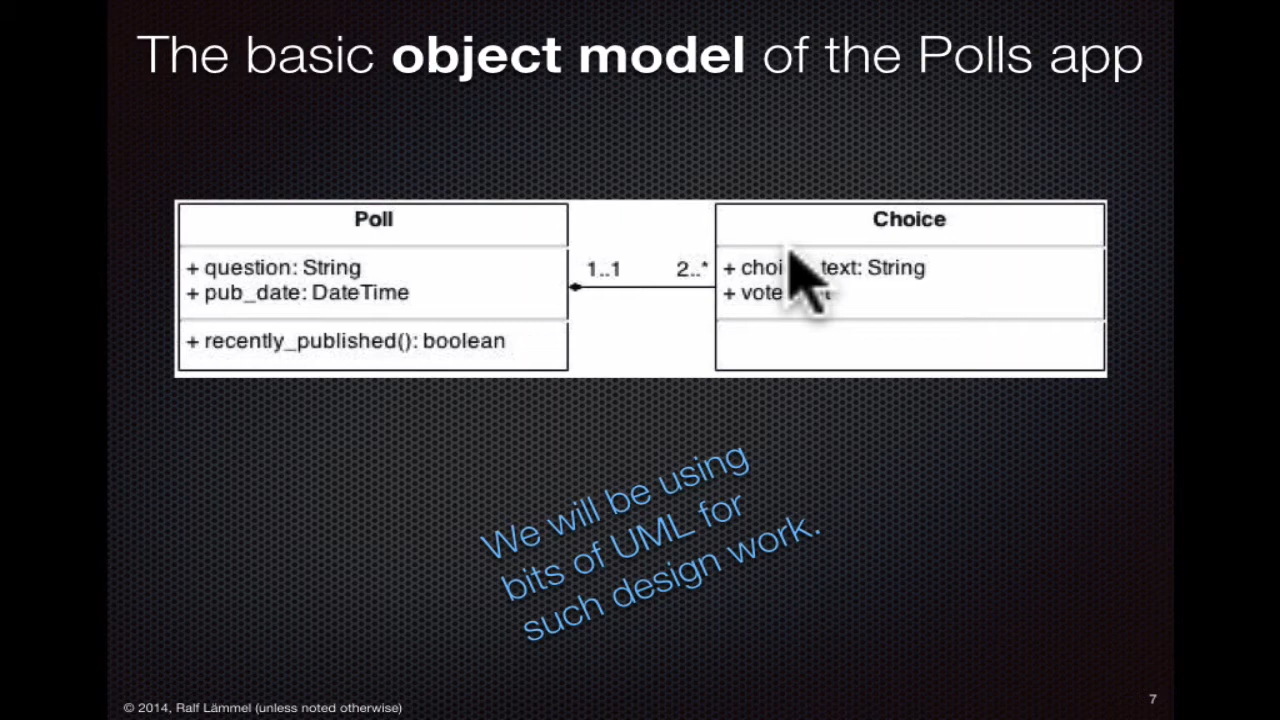 The basic object model of the Polls app
Poll
+ question: String
+ pub_date: DateTime
+ recently_published(): boolean
1..1
2..*
Choice
+ text: String
+
We will be using
bits of UML for
such design work.
© 2014, Ralf Lämmel (unless noted otherwise)
7